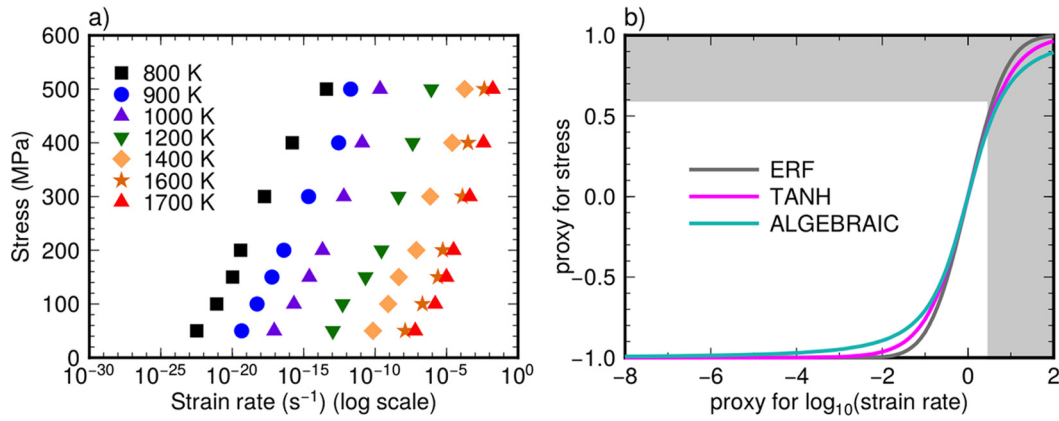 a)
600
500
400
300
200
100
0
Stress (MPa)
800 K
900 K
1000 K
1200 K
1400 K
1600 K
1700 K
10⁻³⁰ 10⁻²⁵ 10⁻²⁰ 10⁻¹⁵ 10⁻¹⁰ 10⁻⁵ 10⁰
Strain rate (s⁻¹) (log scale)
b)
1.0
0.5
0.0
−0.5
−1.0
proxy for stress
ERF
TANH
ALGEBRAIC
−8 −6 −4 −2 0 2
proxy for log₁₀(strain rate)